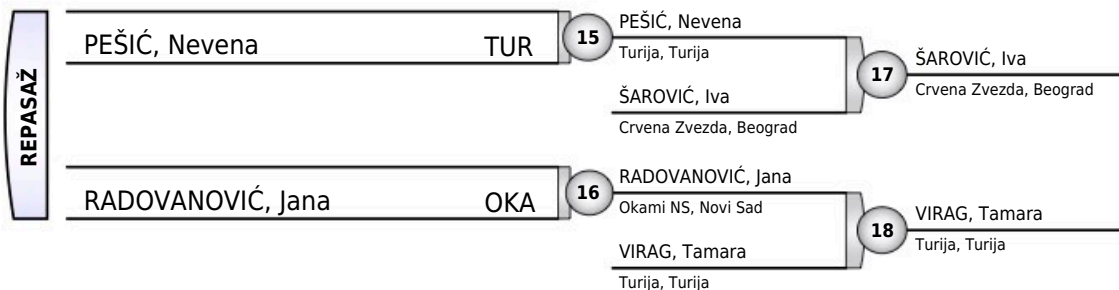 REPASAŽ
PEŠIĆ, Nevena TUR
15
PEŠIĆ, Nevena
Turija, Turija
ŠAROVIĆ, Iva
Crvena Zvezda, Beograd
17
ŠAROVIĆ, Iva
Crvena Zvezda, Beograd
RADOVANOVIĆ, Jana OKA
16
RADOVANOVIĆ, Jana
Okami NS, Novi Sad
VIRAG, Tamara
Turija, Turija
18
VIRAG, Tamara
Turija, Turija